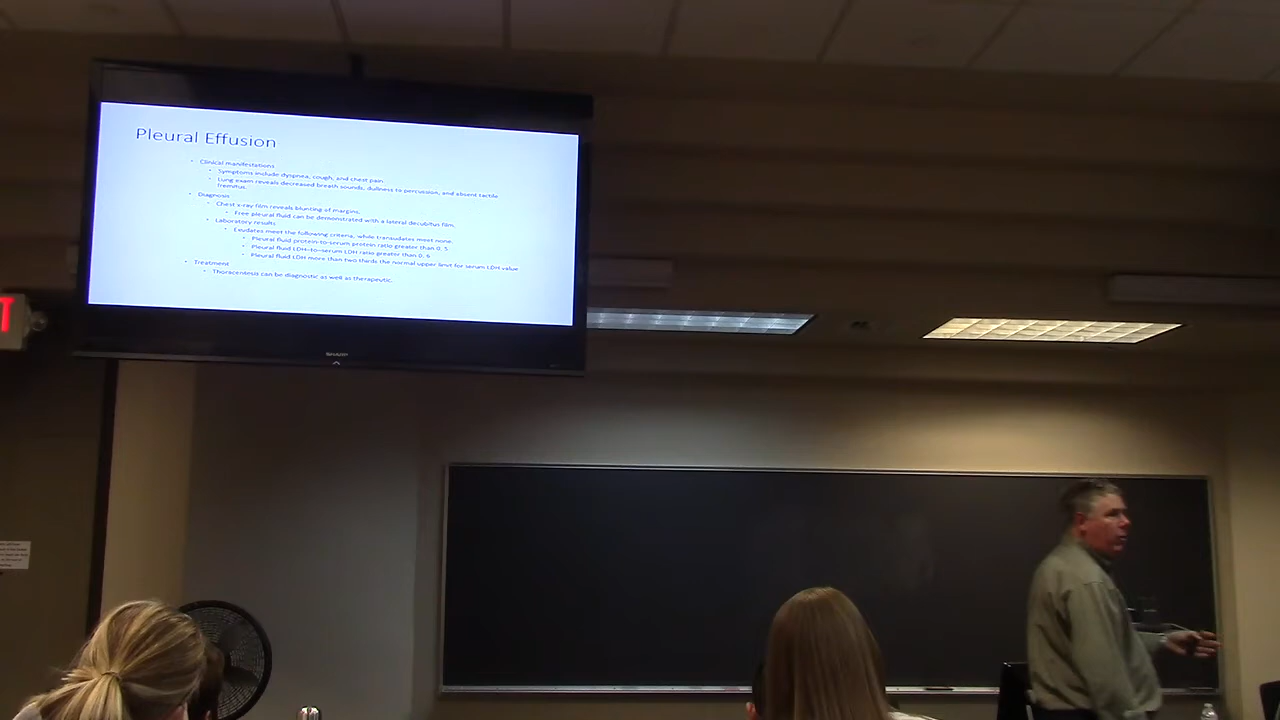 Pleural Effusion
• Clinical manifestations
• Symptoms include dyspnea, cough, and chest pain.
• Lung exam reveals decreased breath sounds, dullness to percussion, and absent tactile
fremitus.
• Diagnosis
• Chest x-ray film reveals blunting of margins.
• Free pleural fluid can be demonstrated with a lateral decubitus film.
• Laboratory results
• Exudates meet the following criteria, while transudates meet none.
• Pleural fluid protein-to-serum protein ratio greater than 0. 5
• Pleural fluid LDH-to-serum LDH ratio greater than 0. 6
• Pleural fluid LDH more than two thirds the normal upper limit for serum LDH value
• Treatment
• Thoracentesis can be diagnostic as well as therapeutic.
SHARP
T